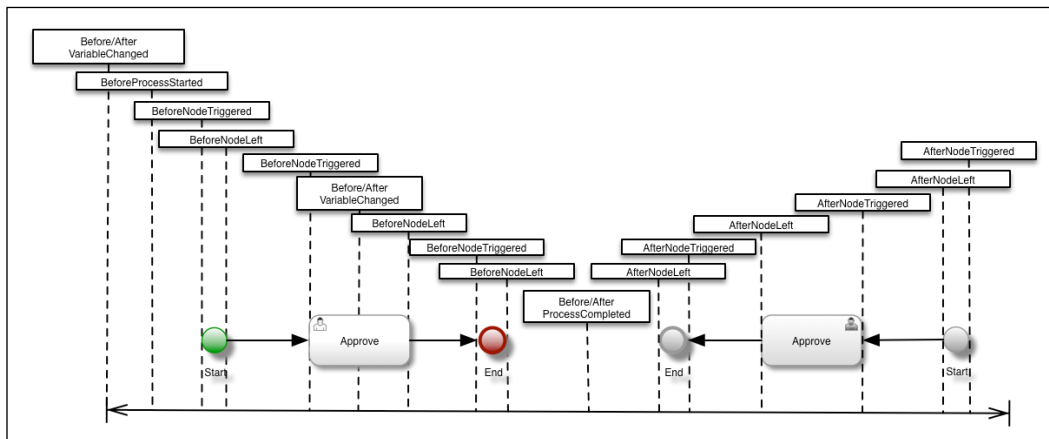 Before/After
VariableChanged
BeforeProcessStarted
BeforeNodeTriggered
BeforeNodeLeft
BeforeNodeTriggered
Before/After
VariableChanged
BeforeNodeLeft
BeforeNodeTriggered
BeforeNodeLeft
Before/After
ProcessCompleted
AfterNodeLeft
AfterNodeTriggered
AfterNodeLeft
AfterNodeTriggered
AfterNodeLeft
AfterNodeTriggered
Start
Approve
End
End
Approve
Start